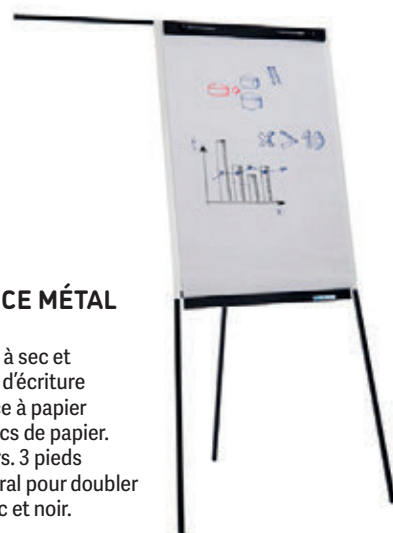 CE MÉTAL
à sec et
d'écriture
e à papier
cs de papier.
rs. 3 pieds
ral pour doubler
c et noir.